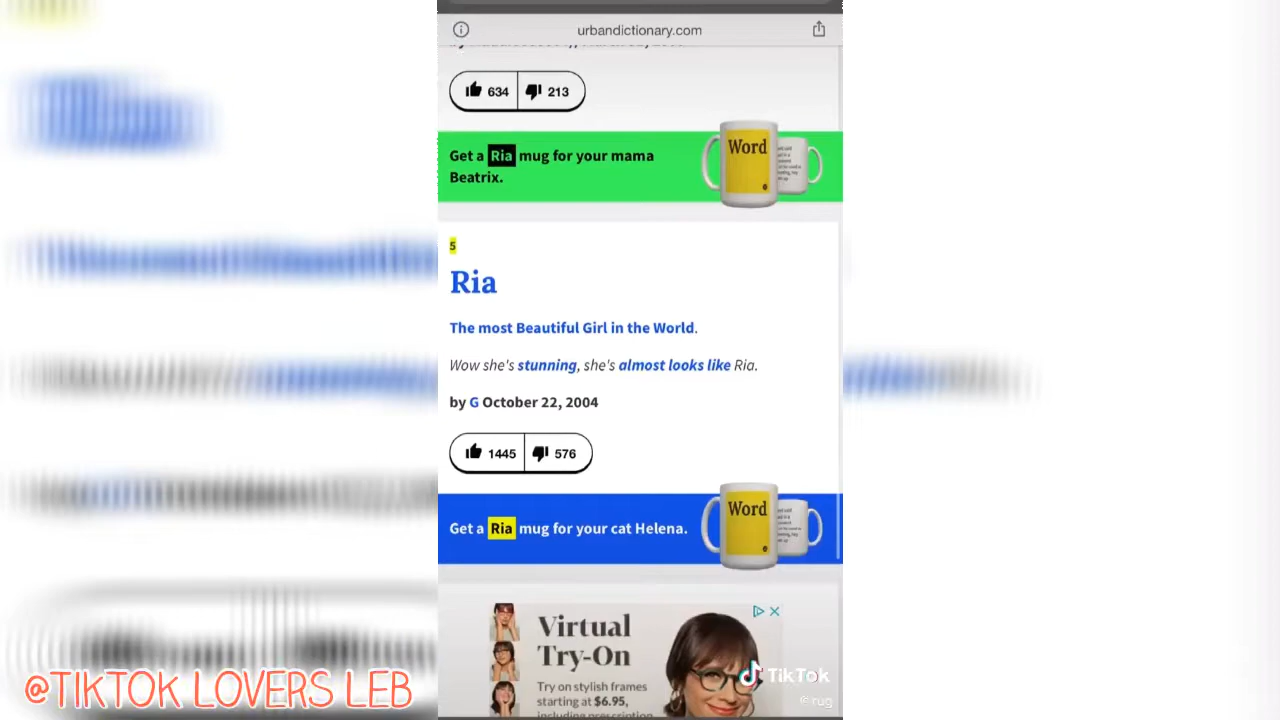 urbandictionary.com
634
213
Get a Ria mug for your mama
Beatrix.
Word
5
Ria
The most Beautiful Girl in the World.
Wow she's stunning, she's almost looks like Ria.
by G October 22, 2004
1445
576
Get a Ria mug for your cat Helena.
Word
Virtual
Try-On
Try on stylish frames
starting at $6.95,
including prescription
TikTok
rug
@TIKTOK LOVERS LEB